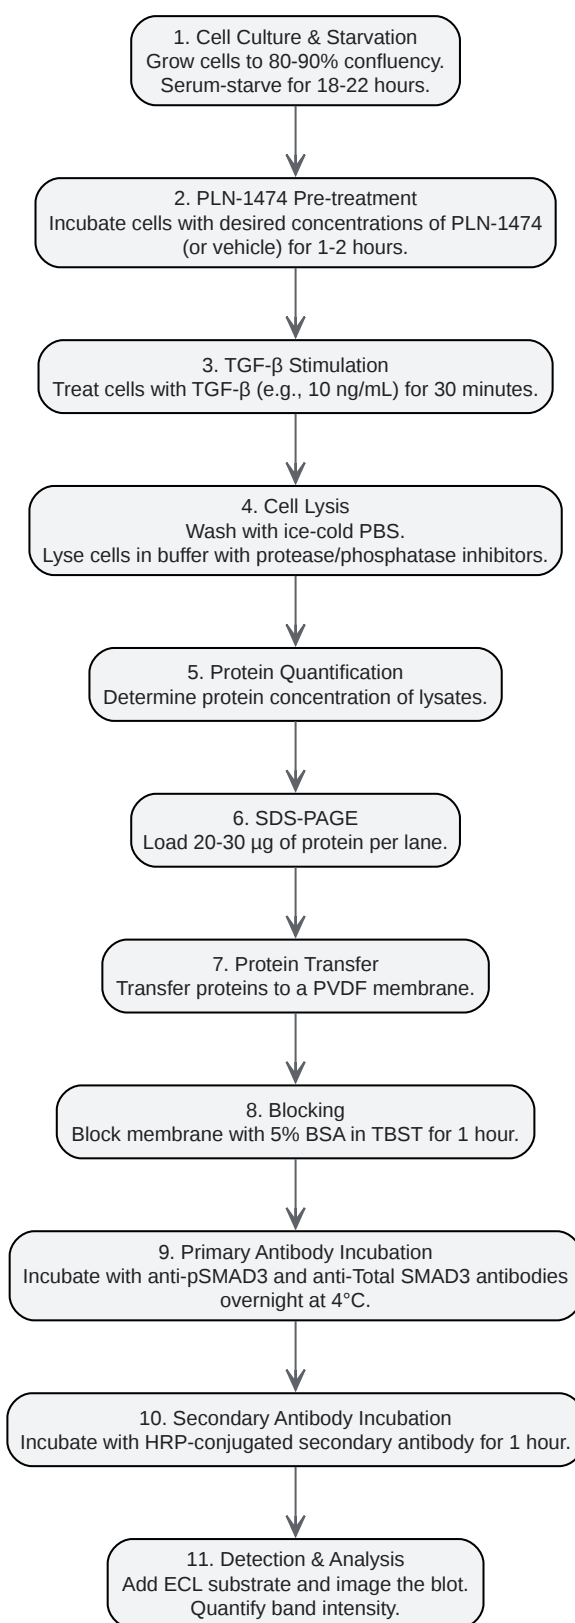 1. Cell Culture & Starvation
Grow cells to 80-90% confluency.
Serum-starve for 18-22 hours.
2. PLN-1474 Pre-treatment
Incubate cells with desired concentrations of PLN-1474
(or vehicle) for 1-2 hours.
3. TGF-β Stimulation
Treat cells with TGF-β (e.g., 10 ng/mL) for 30 minutes.
4. Cell Lysis
Wash with ice-cold PBS.
Lyse cells in buffer with protease/phosphatase inhibitors.
5. Protein Quantification
Determine protein concentration of lysates.
6. SDS-PAGE
Load 20-30 µg of protein per lane.
7. Protein Transfer
Transfer proteins to a PVDF membrane.
8. Blocking
Block membrane with 5% BSA in TBST for 1 hour.
9. Primary Antibody Incubation
Incubate with anti-pSMAD3 and anti-Total SMAD3 antibodies
overnight at 4°C.
10. Secondary Antibody Incubation
Incubate with HRP-conjugated secondary antibody for 1 hour.
11. Detection & Analysis
Add ECL substrate and image the blot.
Quantify band intensity.